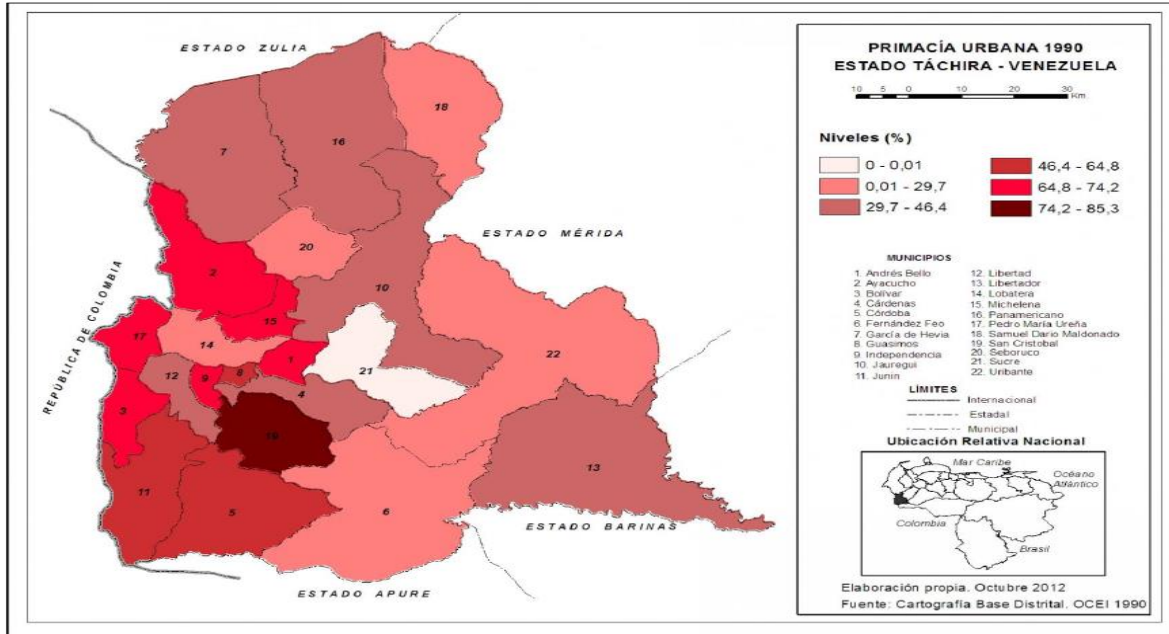 PRIMACÍA URBANA 1990
ESTADO TÁCHIRA - VENEZUELA
10 5 0 10 20 30
Km.
Niveles (%)
0 - 0,01
0,01 - 29,7
29,7 - 46,4
46,4 - 64,8
64,8 - 74,2
74,2 - 85,3
MUNICIPIOS
1. Andrés Bello
2. Ayacucho
3. Bolívar
4. Cárdenas
5. Córdoba
6. Fernández Feo
7. García de Hevia
8. Guasimos
9. Independencia
10. Jauregui
11. Junin
12. Libertad
13. Libertador
14. Lobatera
15. Michelena
16. Panamericano
17. Pedro María Ureña
18. Samuel Dario Maldonado
19. San Cristobal
20. Seboruco
21. Sucre
22. Uribante
LÍMITES
Internacional
Estadal
Municipal
Ubicación Relativa Nacional
Mar Caribe
Océano
Atlántico
Colombia
Brasil
Elaboración propia. Octubre 2012
Fuente: Cartografía Base Distrital. OCEI 1990
ESTADO ZULIA
18
16
7
ESTADO MÉRIDA
20
2
10
REPÚBLICA DE COLOMBIA
15
17
14
1
22
21
12
9
8
4
3
19
13
11
5
6
ESTADO BARINAS
ESTADO APURE